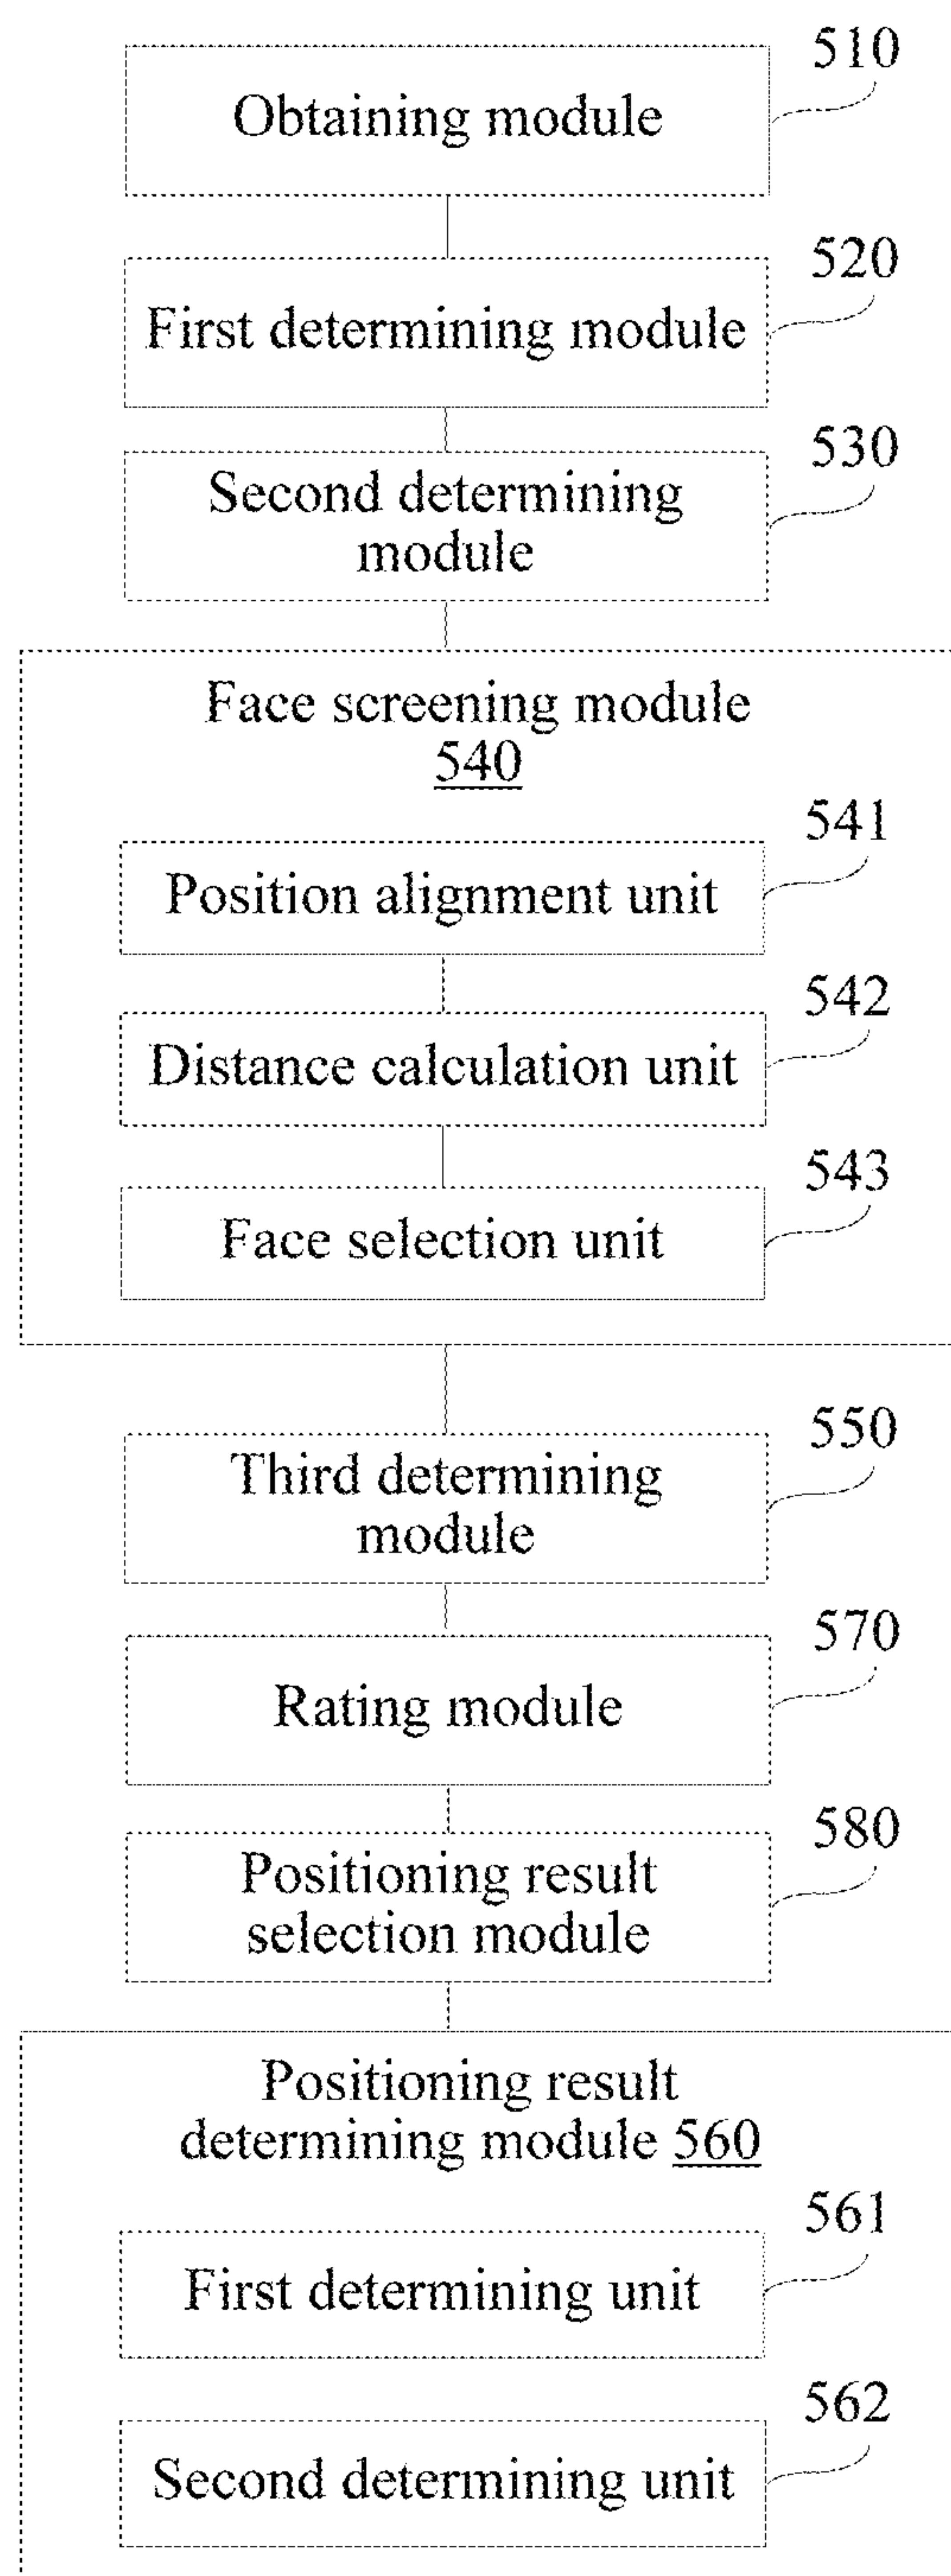 510
Obtaining module
520
First determining module
530
Second determining
module
Face screening module
540
541
Position alignment unit
542
Distance calculation unit
543
Face selection unit
550
Third determining
module
570
Rating module
580
Positioning result
selection module
Positioning result
determining module 560
561
First determining unit
562
Second determining unit